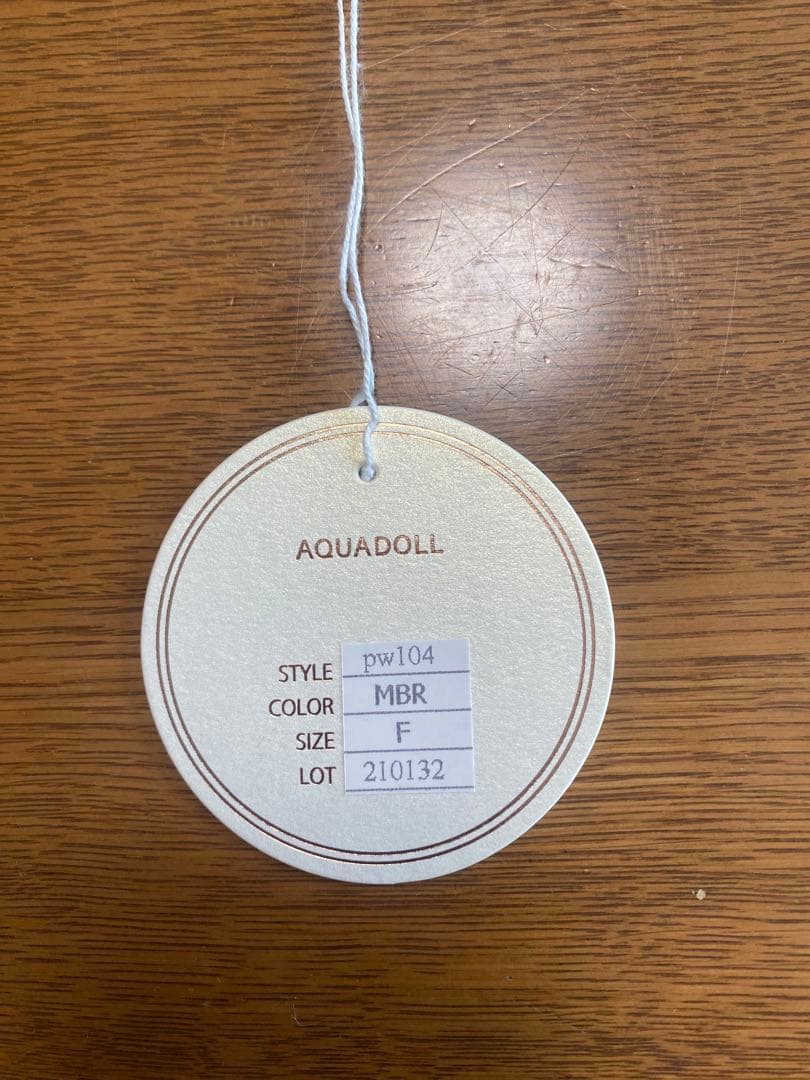 AQUADOLL
STYLE pw104
COLOR MBR
SIZE F
LOT 210132